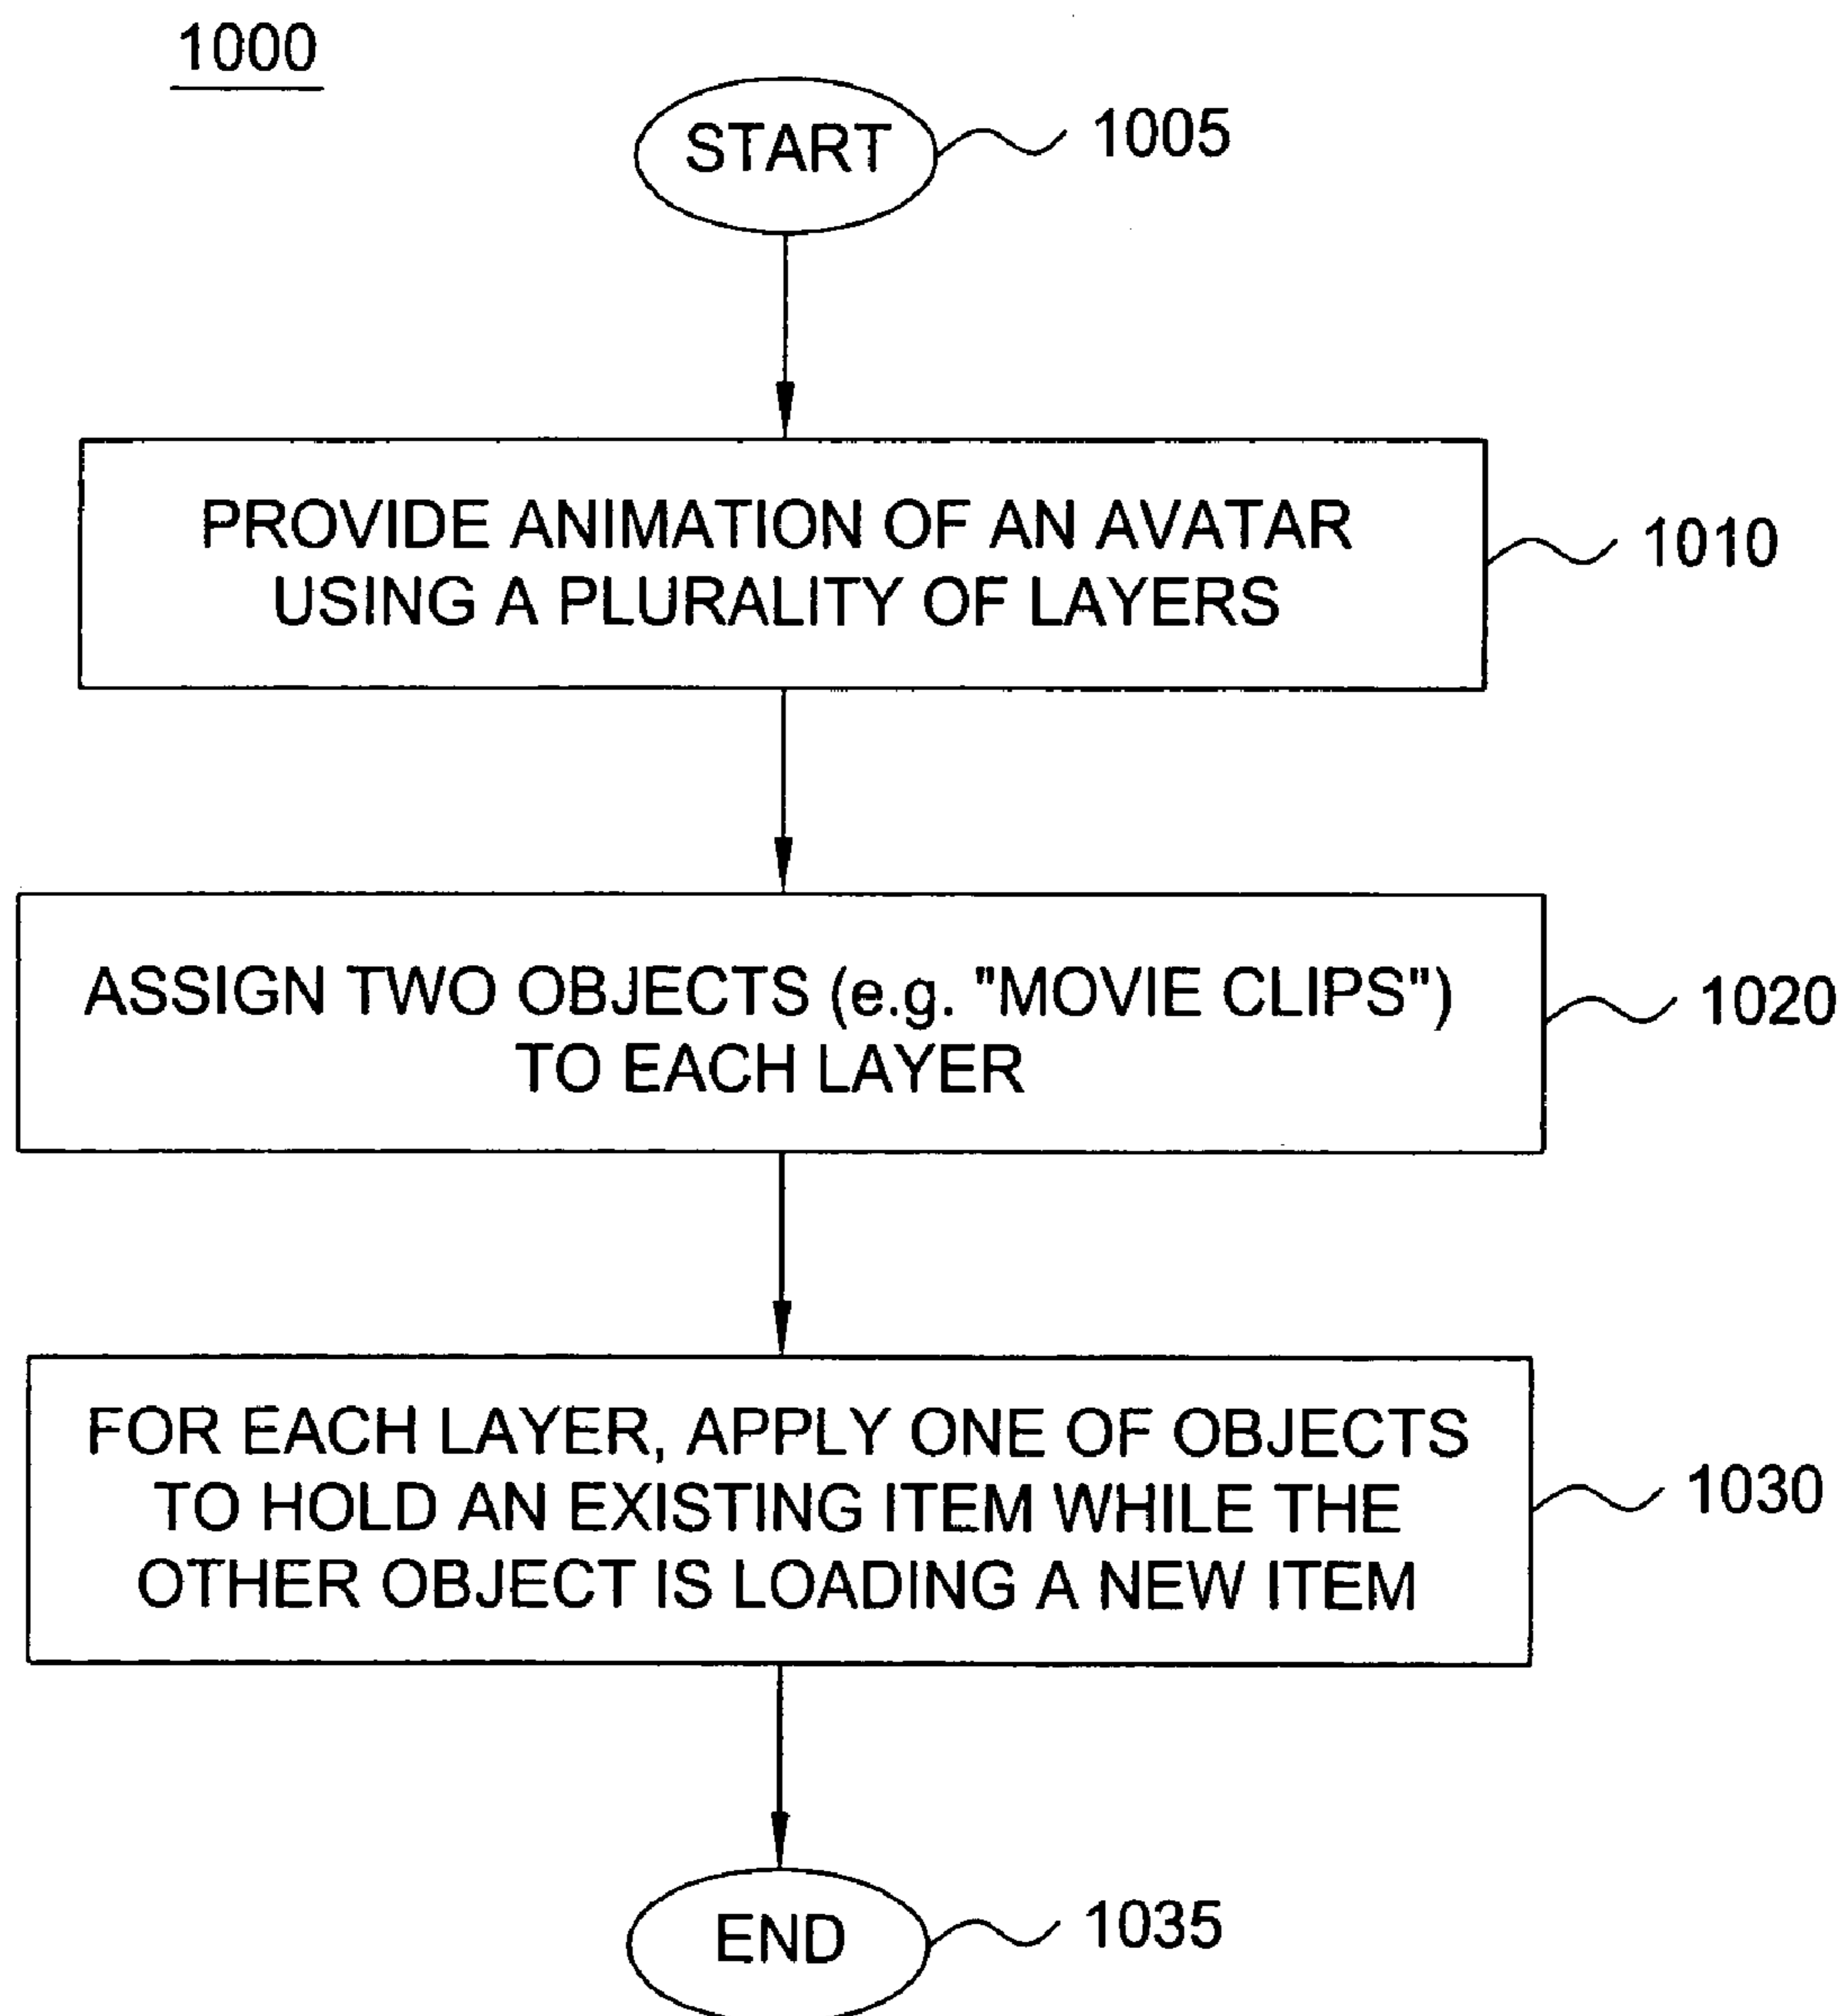 1000
START
1005
PROVIDE ANIMATION OF AN AVATAR
USING A PLURALITY OF LAYERS
1010
ASSIGN TWO OBJECTS (e.g. "MOVIE CLIPS")
TO EACH LAYER
1020
FOR EACH LAYER, APPLY ONE OF OBJECTS
TO HOLD AN EXISTING ITEM WHILE THE
OTHER OBJECT IS LOADING A NEW ITEM
1030
END
1035